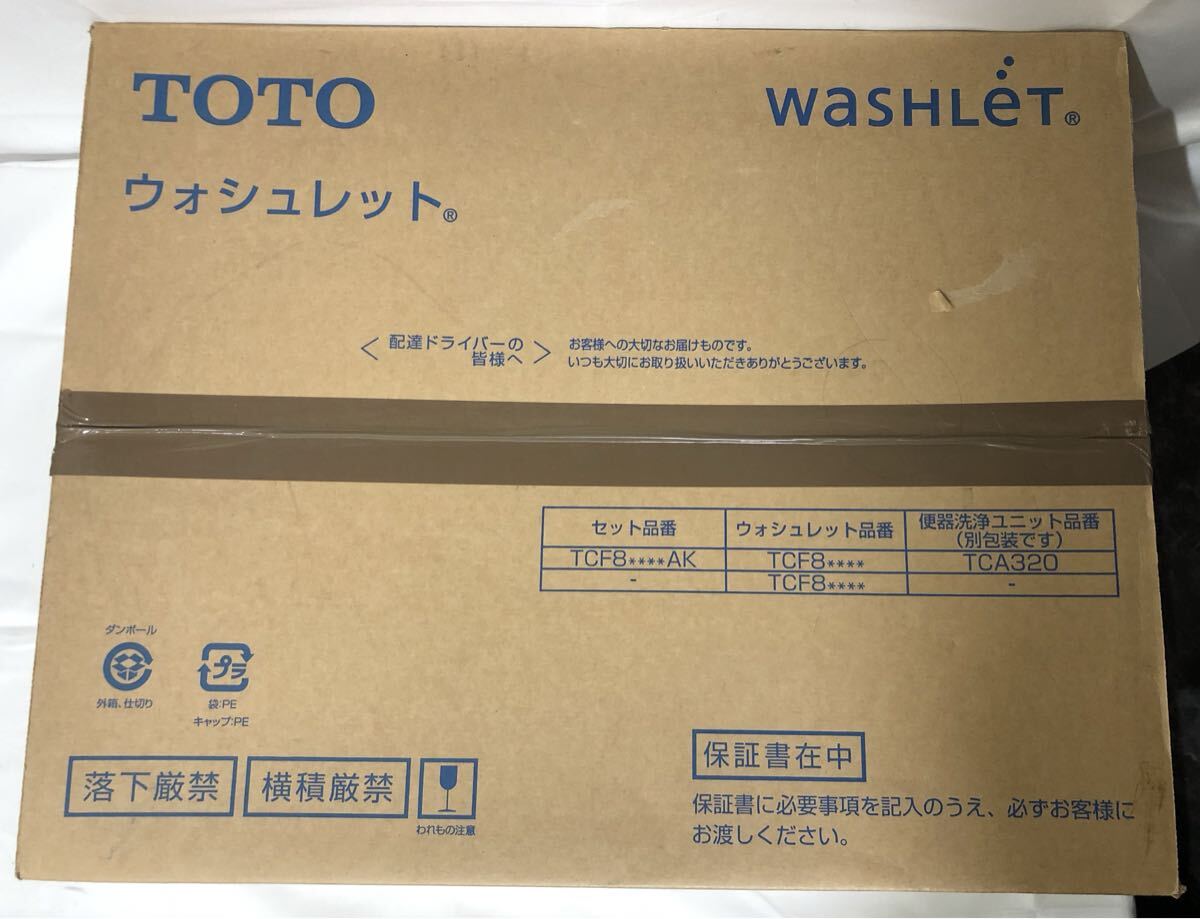 TOTO
WASHLET®
ウォシュレット®
＜ 配達ドライバーの
皆様へ ＞
お客様への大切なお届けものです。
いつも大切にお取り扱いいただきありがとうございます。
セット品番 ウォシュレット品番 便器洗浄ユニット品番
（別包装です）
TCF8****AK TCF8**** TCA320
- TCF8**** -
ダンボール
外箱、仕切り
プラ
袋:PE
キャップ:PE
落下厳禁
横積厳禁
われもの注意
保証書在中
保証書に必要事項を記入のうえ、必ずお客様に
お渡しください。